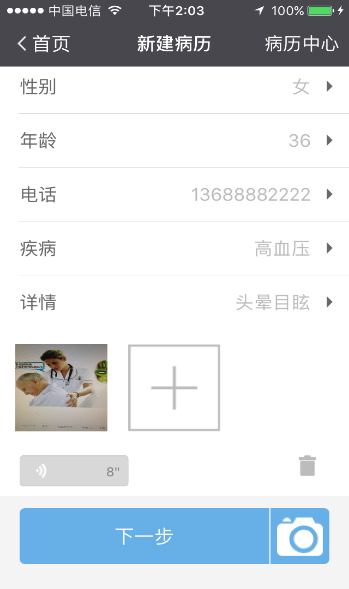 中国电信 下午2:03 100%
首页 新建病历 病历中心
性别 女
年龄 36
电话 13688882222
疾病 高血压
详情 头晕目眩
8"
下一步